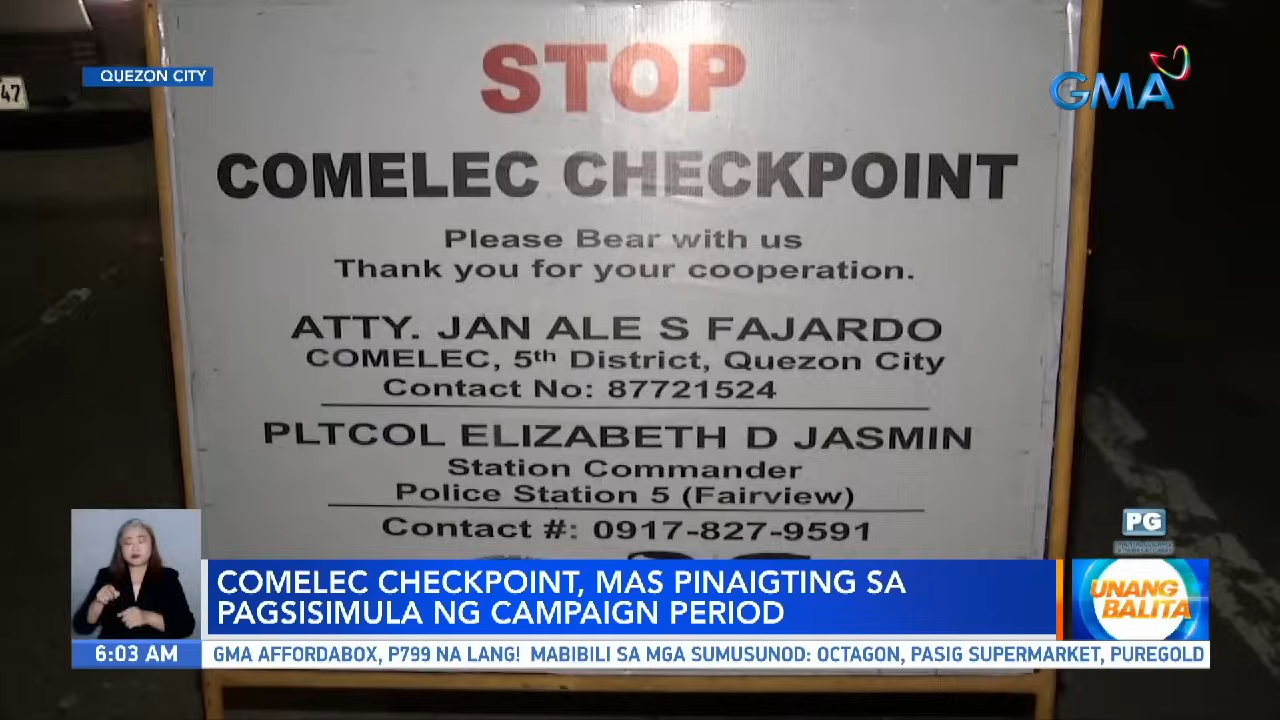 QUEZON CITY
47
GMA
STOP
COMELEC CHECKPOINT
Please Bear with us
Thank you for your cooperation.
ATTY. JAN ALE S FAJARDO
COMELEC, 5th District, Quezon City
Contact No: 87721524
PLTCOL ELIZABETH D JASMIN
Station Commander
Police Station 5 (Fairview)
Contact #: 0917-827-9591
PG
COMELEC CHECKPOINT, MAS PINAIGTING SA
PAGSISIMULA NG CAMPAIGN PERIOD
UNANG
BALITA
6:03 AM
GMA AFFORDABOX, P799 NA LANG! MABIBILI SA MGA SUMUSUNOD: OCTAGON, PASIG SUPERMARKET, PUREGOLD